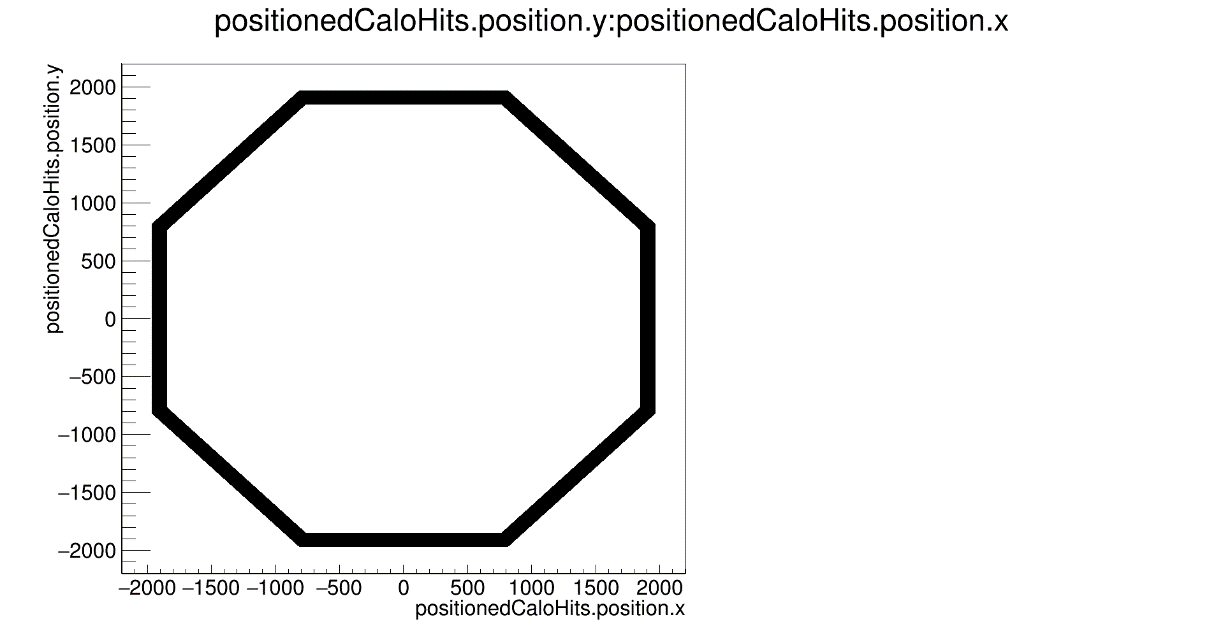 positionedCaloHits.position.y:positionedCaloHits.position.x
positionedCaloHits.position.y
2000
1500
1000
500
0
−500
−1000
−1500
−2000
−2000 −1500 −1000 −500 0 500 1000 1500 2000
positionedCaloHits.position.x